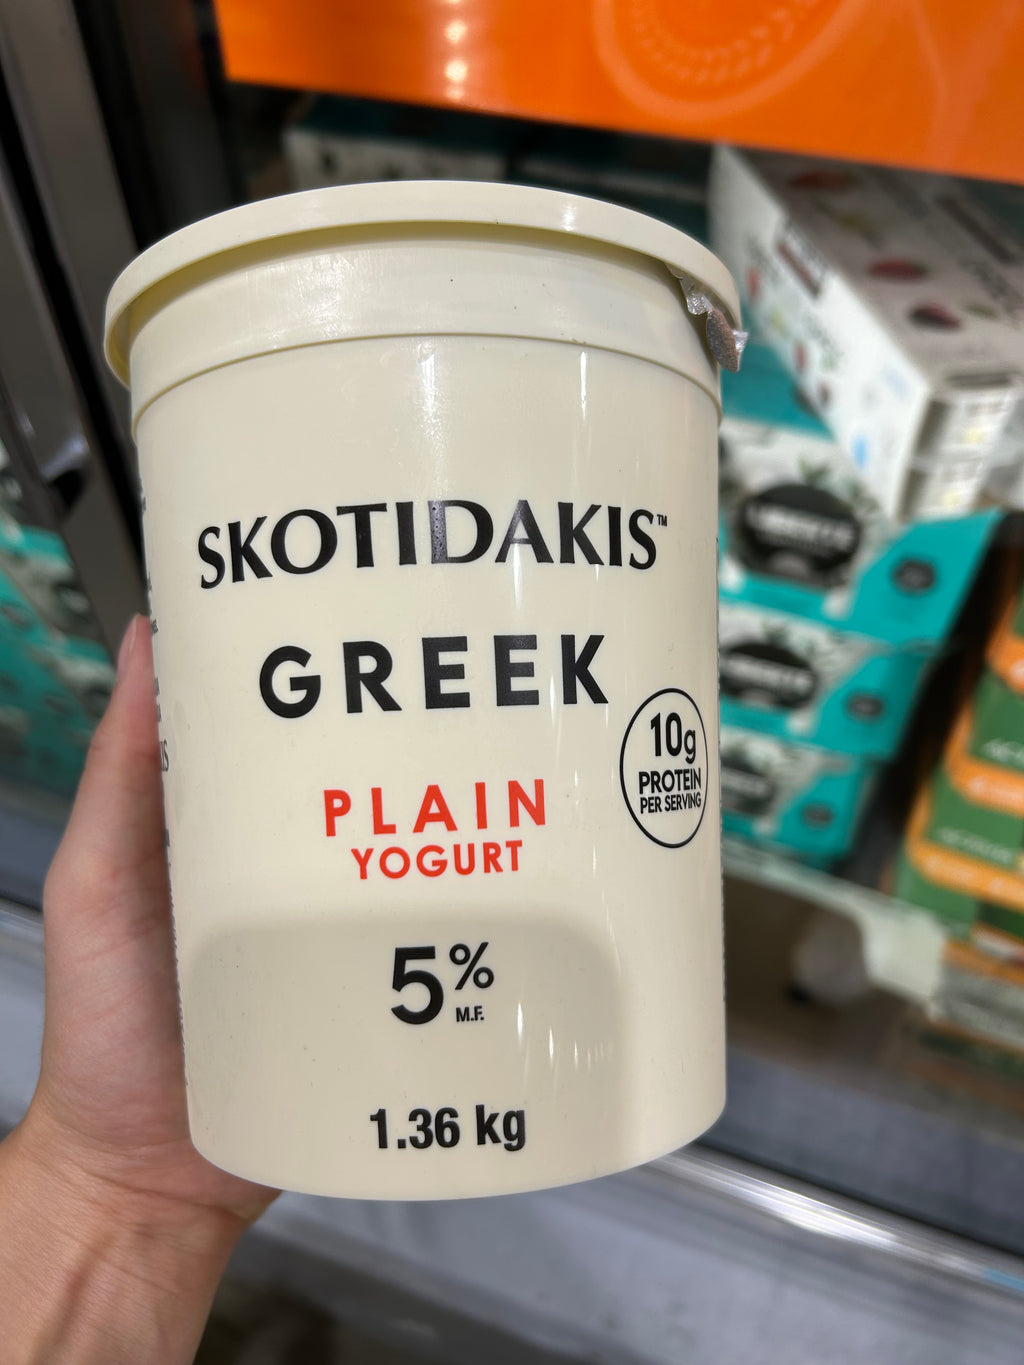 SKOTIDAKIS™
GREEK
10g
PROTEIN
PER SERVING
PLAIN
YOGURT
5%
M.F.
1.36 kg